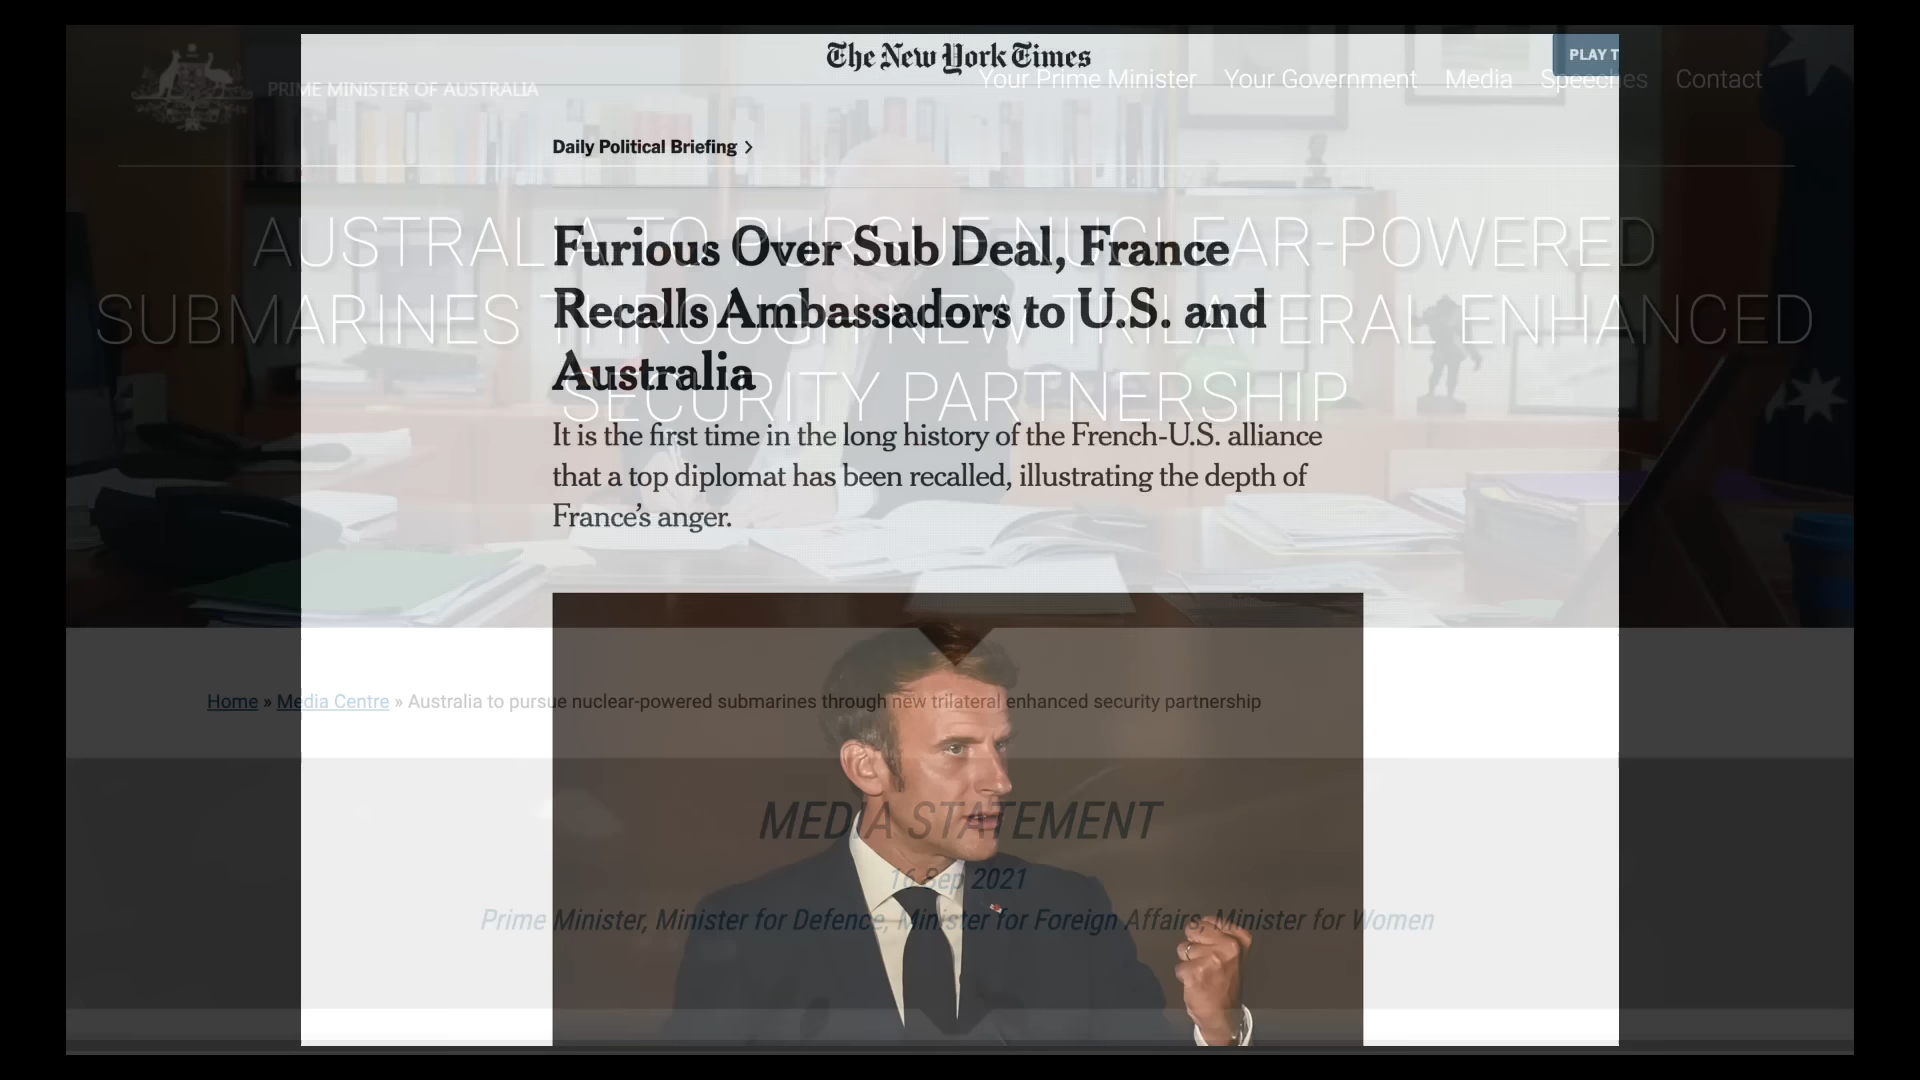 The New York Times
PLAY T
PRIME MINISTER OF AUSTRALIA
Your Prime Minister Your Government Media Speeches Contact
Daily Political Briefing >
AUSTRALIA TO PURSUE NUCLEAR-POWERED
SUBMARINES THROUGH NEW TRILATERAL ENHANCED
SECURITY PARTNERSHIP
Furious Over Sub Deal, France
Recalls Ambassadors to U.S. and
Australia
It is the first time in the long history of the French-U.S. alliance
that a top diplomat has been recalled, illustrating the depth of
France’s anger.
Home » Media Centre » Australia to pursue nuclear-powered submarines through new trilateral enhanced security partnership
MEDIA STATEMENT
16 Sep 2021
Prime Minister, Minister for Defence, Minister for Foreign Affairs, Minister for Women